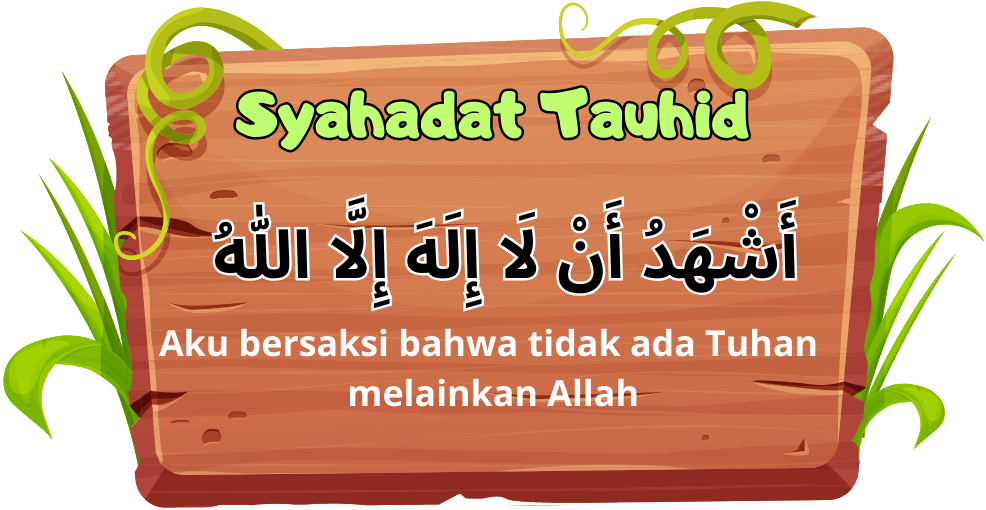 Syahadat Tauhid
أَشْهَدُ أَنْ لَا إِلَهَ إِلَّا اللّٰهُ
Aku bersaksi bahwa tidak ada Tuhan
melainkan Allah